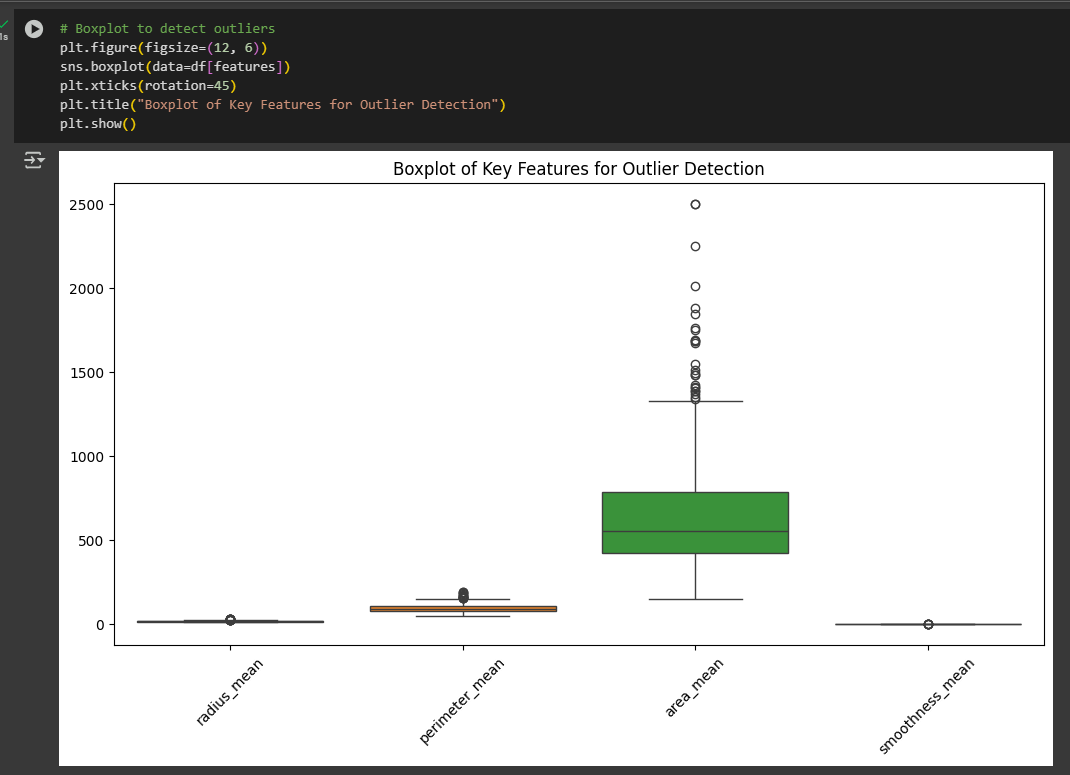 # Boxplot to detect outliers
plt.figure(figsize=(12, 6))
sns.boxplot(data=df[features])
plt.xticks(rotation=45)
plt.title("Boxplot of Key Features for Outlier Detection")
plt.show()
1s
Boxplot of Key Features for Outlier Detection
2500
2000
1500
1000
500
0
radius_mean
perimeter_mean
area_mean
smoothness_mean